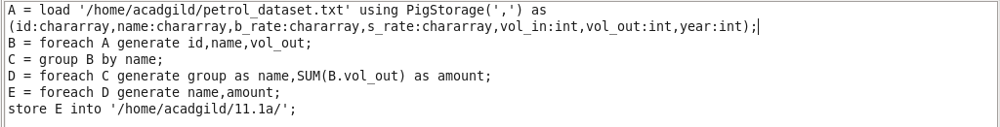 A = load '/home/acadgild/petrol_dataset.txt' using PigStorage(',') as
(id:chararray,name:chararray,b_rate:chararray,s_rate:chararray,vol_in:int,vol_out:int,year:int);
B = foreach A generate id,name,vol_out;
C = group B by name;
D = foreach C generate group as name,SUM(B.vol_out) as amount;
E = foreach D generate name,amount;
store E into '/home/acadgild/11.1a/';